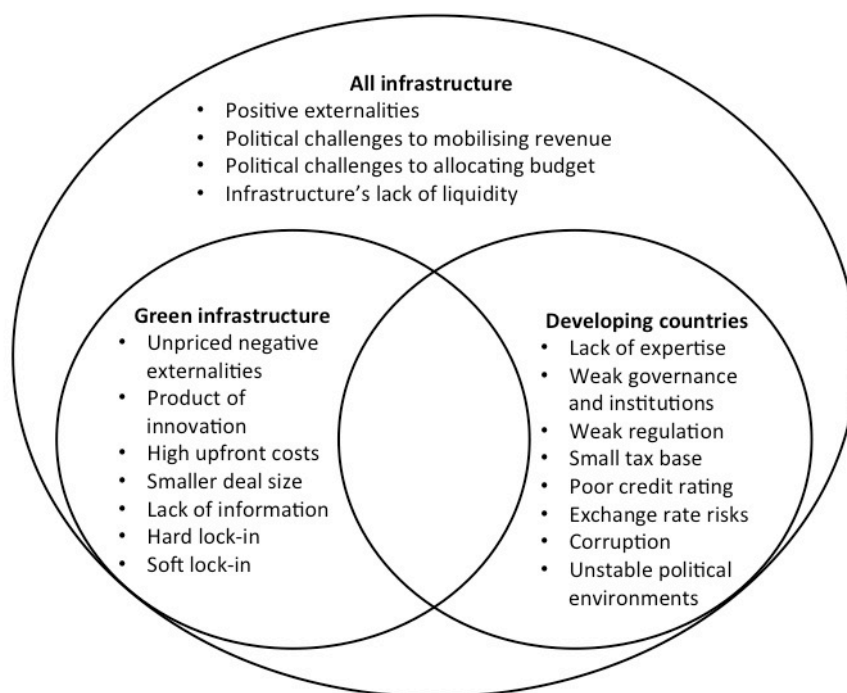 All infrastructure
• Positive externalities
• Political challenges to mobilising revenue
• Political challenges to allocating budget
• Infrastructure's lack of liquidity
Green infrastructure
• Unpriced negative
externalities
• Product of
innovation
• High upfront costs
• Smaller deal size
• Lack of information
• Hard lock-in
• Soft lock-in
Developing countries
• Lack of expertise
• Weak governance
and institutions
• Weak regulation
• Small tax base
• Poor credit rating
• Exchange rate risks
• Corruption
• Unstable political
environments